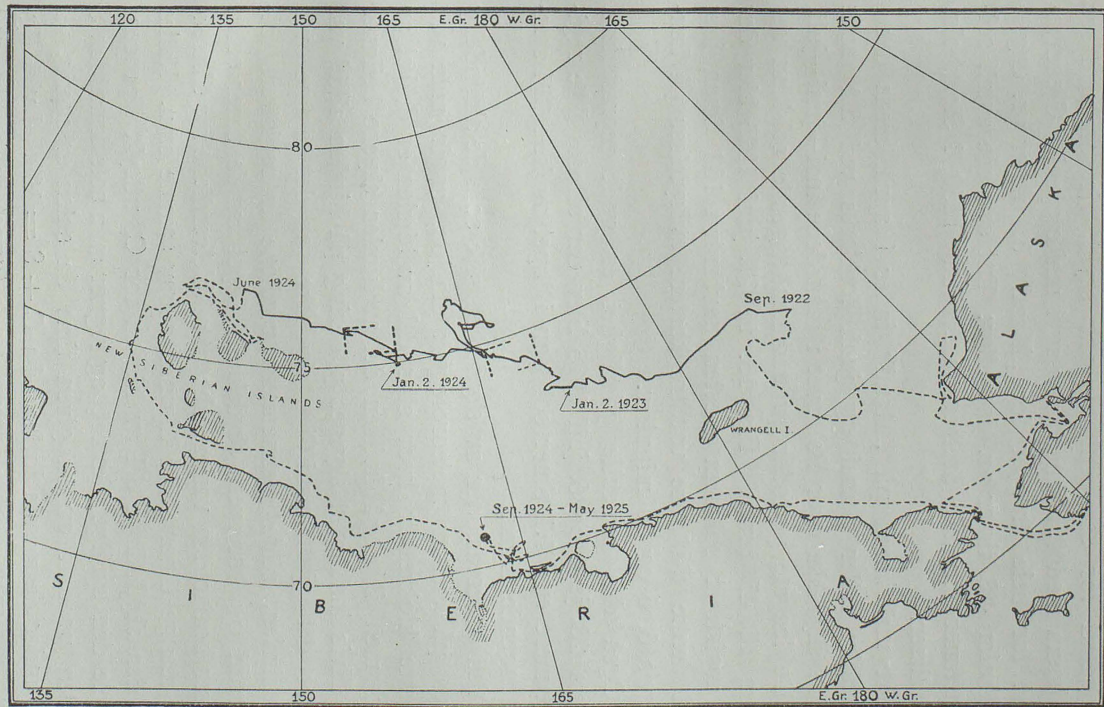 120 135 150 165 E.Gr. 180 W.Gr. 165 150
80
ALASKA
June 1924
Sep. 1922
75
NEW SIBERIAN ISLANDS
Jan. 2. 1924
Jan. 2. 1923
WRANGELL I.
Sep. 1924 – May 1925
70
SIBERIA
135 150 165 E.Gr. 180 W.Gr.